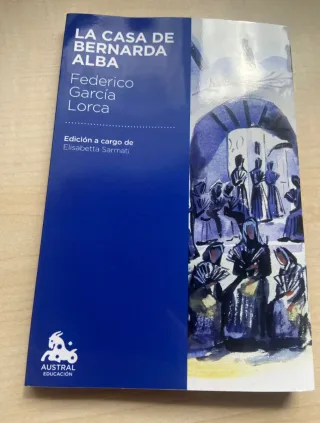 LA CASA DE
BERNARDA
ALBA
Federico
García
Lorca
Edición a cargo de
Elisabetta Sarmati
AUSTRAL
EDUCACIÓN